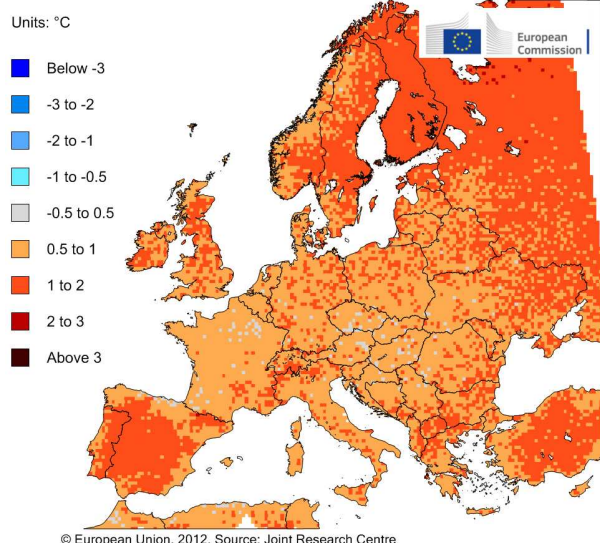 Units: °C
Below -3
-3 to -2
-2 to -1
-1 to -0.5
-0.5 to 0.5
0.5 to 1
1 to 2
2 to 3
Above 3
European
Commission
© European Union, 2012. Source: Joint Research Centre